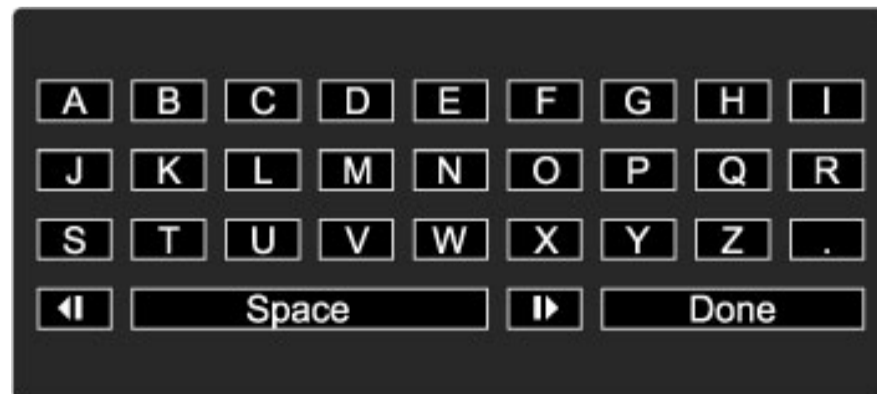 A B C D E F G H I
J K L M N O P Q R
S T U V W X Y Z .
Space Done